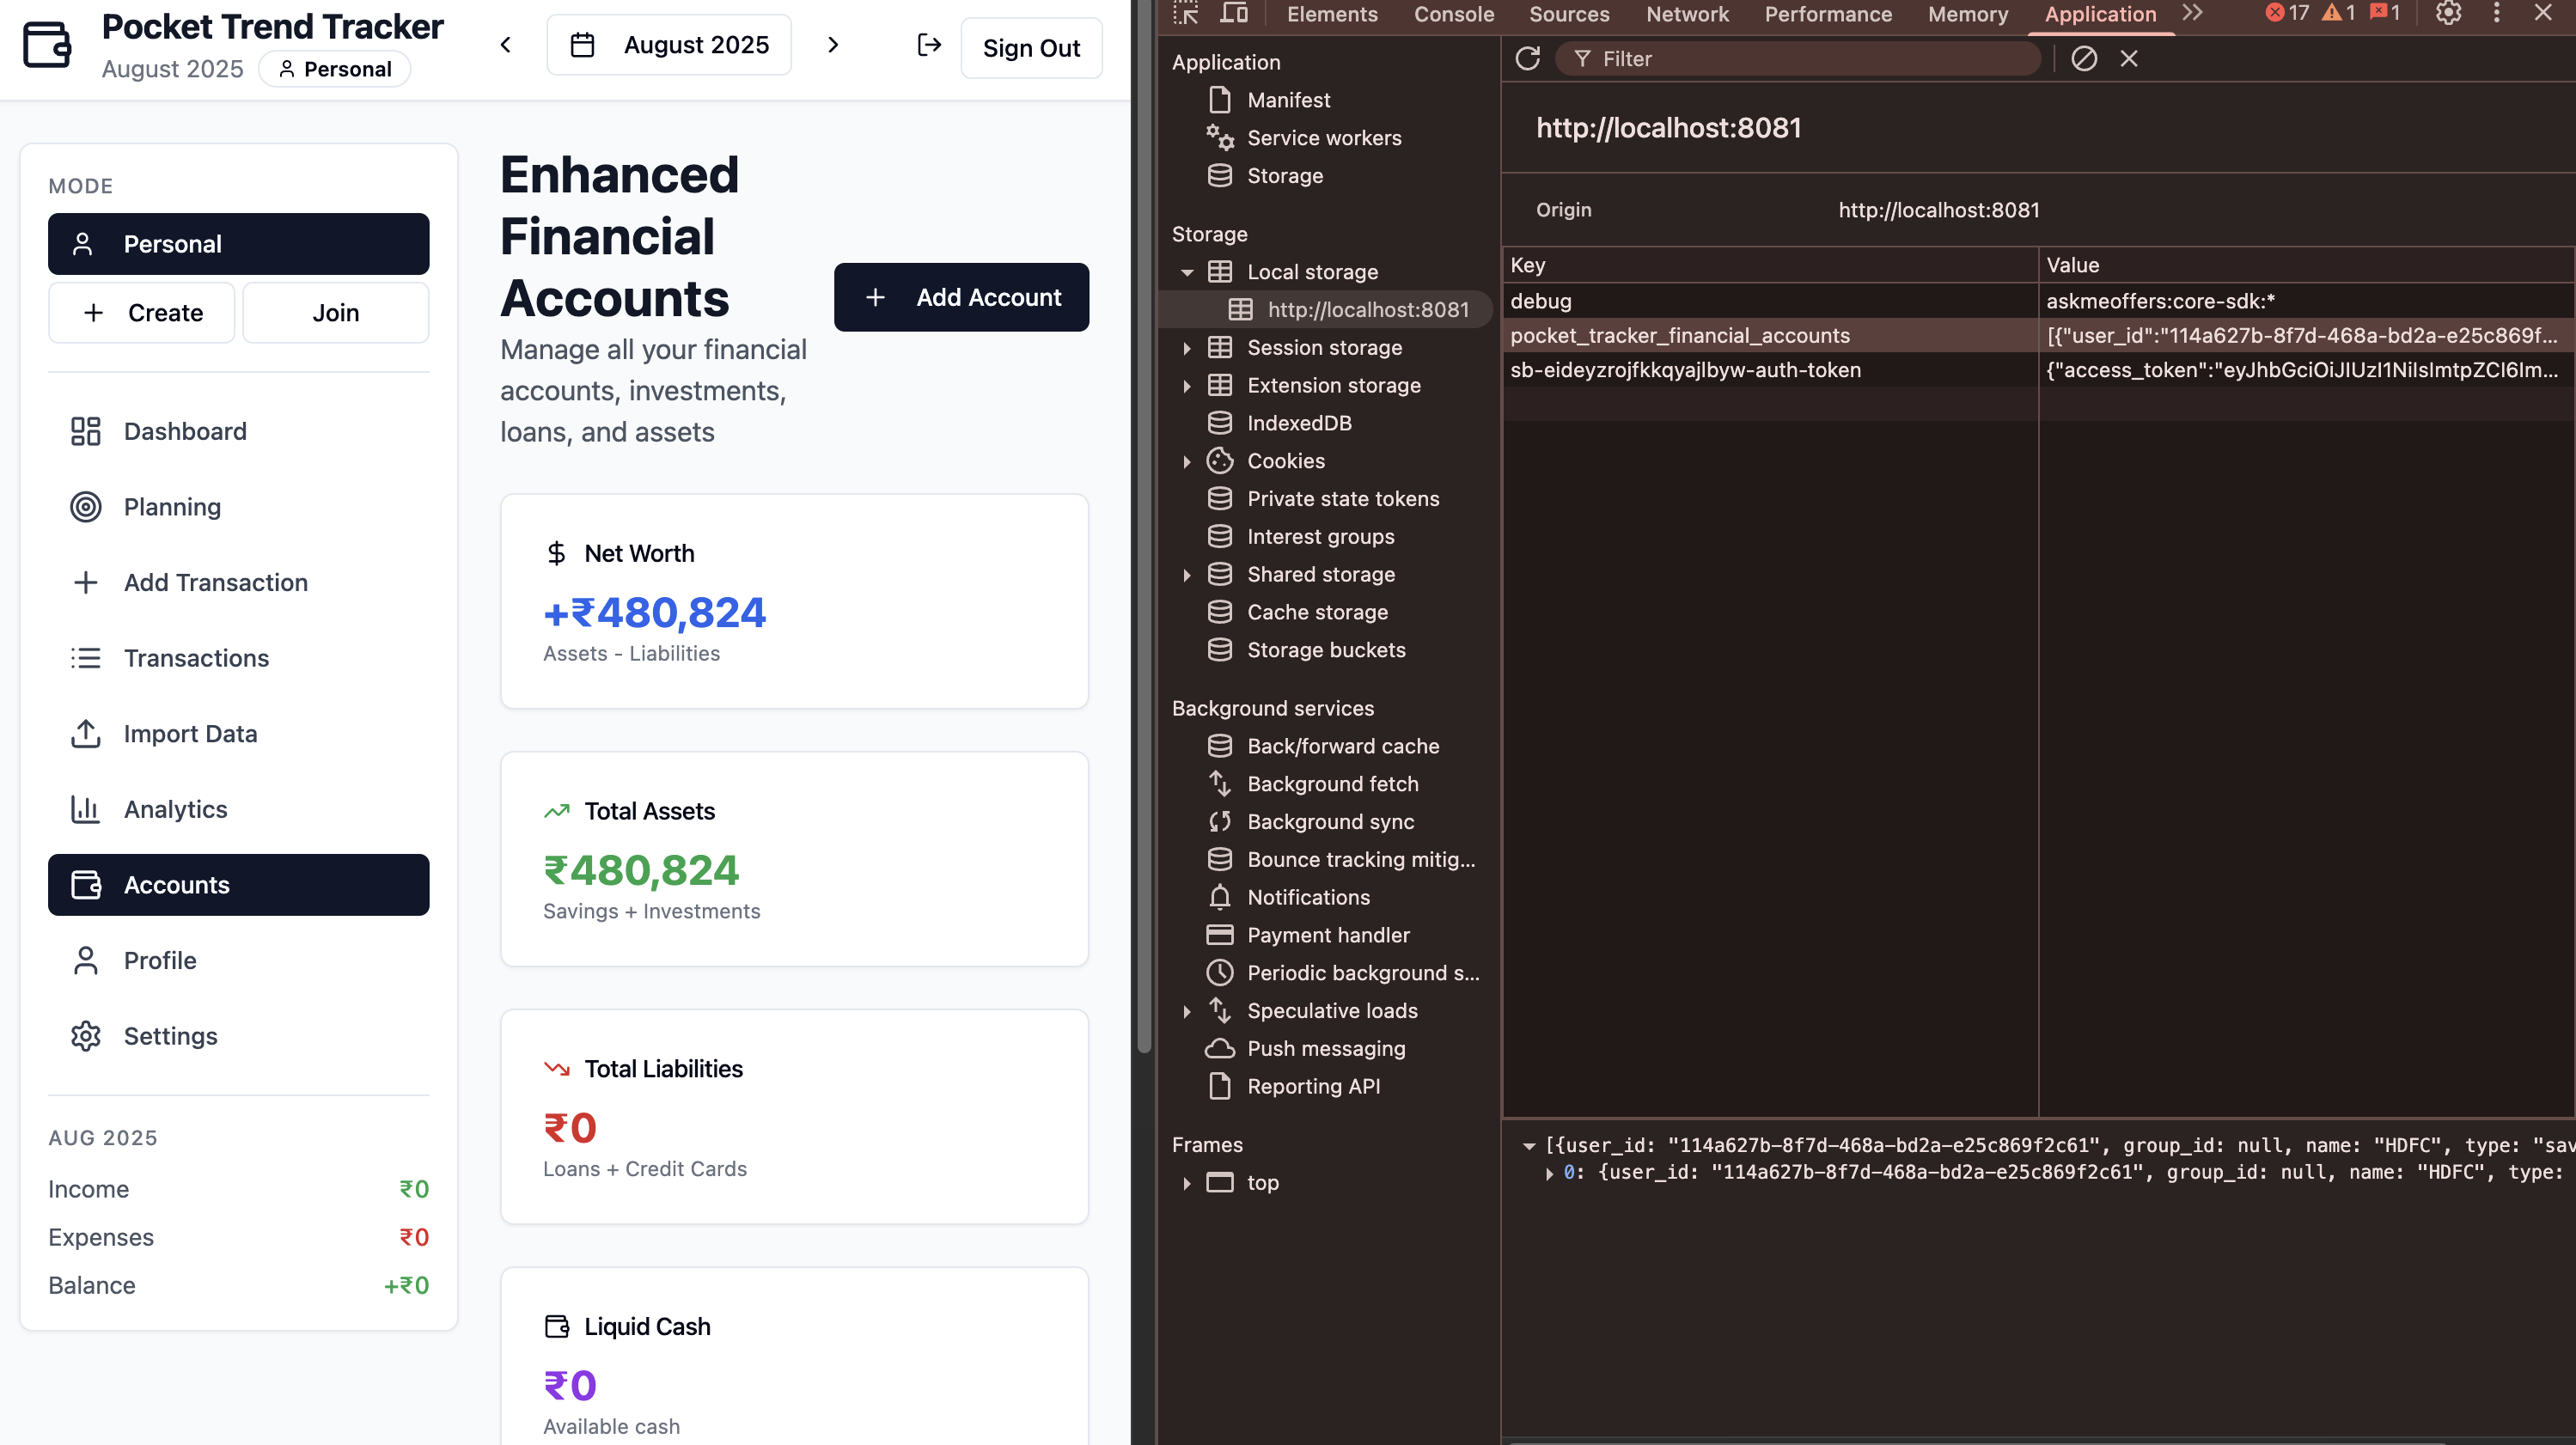 Pocket Trend Tracker
August 2025
Personal
August 2025
Sign Out
MODE
Personal
Create
Join
Dashboard
Planning
Add Transaction
Transactions
Import Data
Analytics
Accounts
Profile
Settings
AUG 2025
Income ₹0
Expenses ₹0
Balance +₹0
Enhanced
Financial
Accounts
Add Account
Manage all your financial
accounts, investments,
loans, and assets
Net Worth
+₹480,824
Assets - Liabilities
Total Assets
₹480,824
Savings + Investments
Total Liabilities
₹0
Loans + Credit Cards
Liquid Cash
₹0
Available cash
Elements Console Sources Network Performance Memory Application 17 1 1
Application
Manifest
Service workers
Storage
Storage
Local storage
http://localhost:8081
Session storage
Extension storage
IndexedDB
Cookies
Private state tokens
Interest groups
Shared storage
Cache storage
Storage buckets
Background services
Back/forward cache
Background fetch
Background sync
Bounce tracking mitig...
Notifications
Payment handler
Periodic background s...
Speculative loads
Push messaging
Reporting API
Frames
top
Filter
http://localhost:8081
Origin http://localhost:8081
Key Value
debug askmeoffers:core-sdk:*
pocket_tracker_financial_accounts [{"user_id":"114a627b-8f7d-468a-bd2a-e25c869f...
sb-eideyzrojfkkqyajlbyw-auth-token {"access_token":"eyJhbGciOiJIUzI1NiIsImtpZCI6Im...
[{user_id: "114a627b-8f7d-468a-bd2a-e25c869f2c61", group_id: null, name: "HDFC", type: "sav
0: {user_id: "114a627b-8f7d-468a-bd2a-e25c869f2c61", group_id: null, name: "HDFC", type: